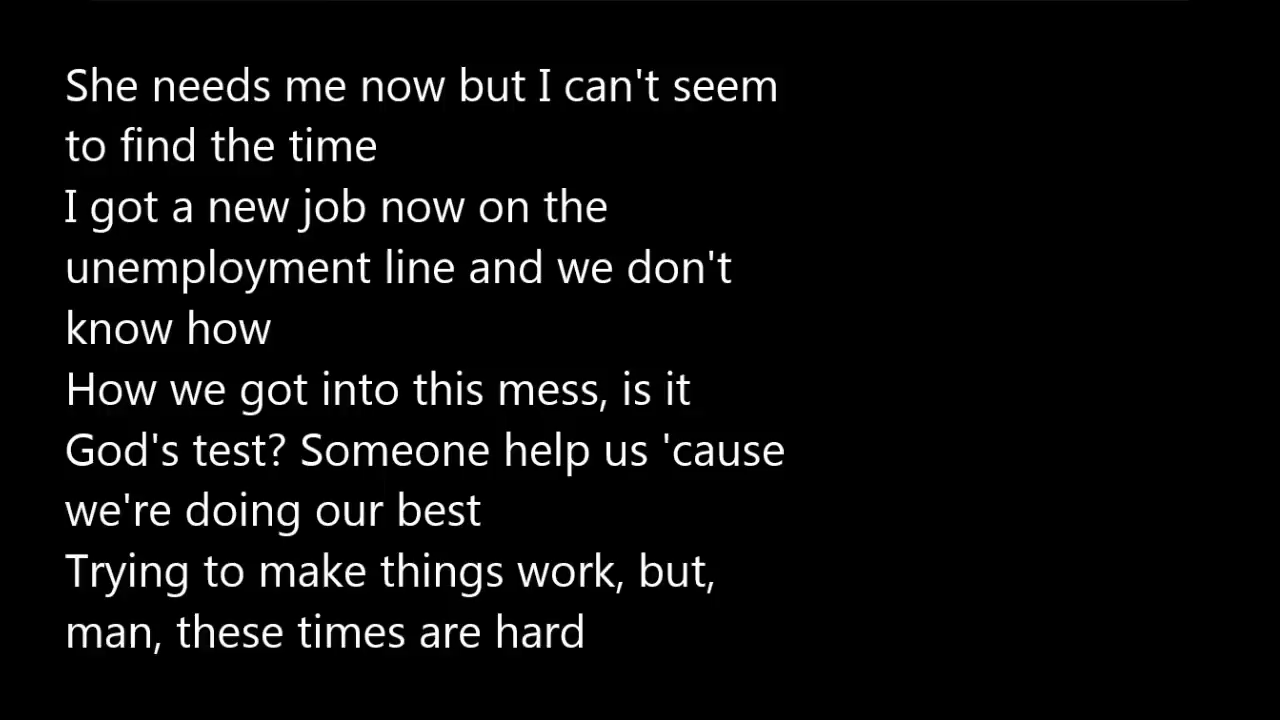 She needs me now but I can't seem
to find the time
I got a new job now on the
unemployment line and we don't
know how
How we got into this mess, is it
God's test? Someone help us 'cause
we're doing our best
Trying to make things work, but,
man, these times are hard